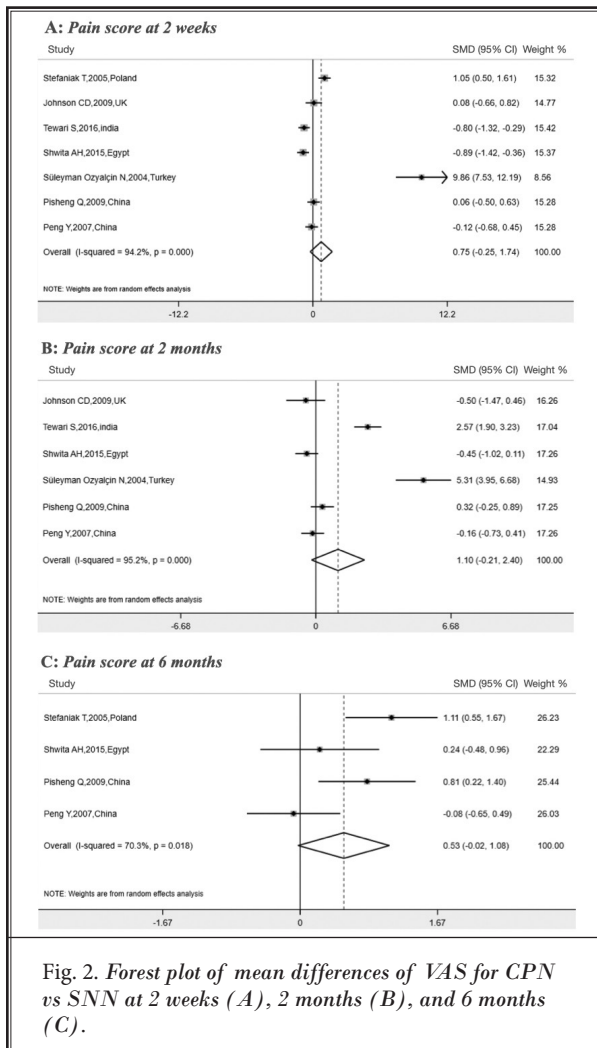 A: Pain score at 2 weeks
Study SMD (95% CI) Weight %
Stefaniak T,2005,Poland 1.05 (0.50, 1.61) 15.32
Johnson CD,2009,UK 0.08 (-0.66, 0.82) 14.77
Tewari S,2016,india -0.80 (-1.32, -0.29) 15.42
Shwita AH,2015,Egypt -0.89 (-1.42, -0.36) 15.37
Süleyman Ozyalçin N,2004,Turkey 9.86 (7.53, 12.19) 8.56
Pisheng Q,2009,China 0.06 (-0.50, 0.63) 15.28
Peng Y,2007,China -0.12 (-0.68, 0.45) 15.28
Overall (I-squared = 94.2%, p = 0.000) 0.75 (-0.25, 1.74) 100.00
NOTE: Weights are from random effects analysis
-12.2 0 12.2
B: Pain score at 2 months
Study SMD (95% CI) Weight %
Johnson CD,2009,UK -0.50 (-1.47, 0.46) 16.26
Tewari S,2016,india 2.57 (1.90, 3.23) 17.04
Shwita AH,2015,Egypt -0.45 (-1.02, 0.11) 17.26
Süleyman Ozyalçin N,2004,Turkey 5.31 (3.95, 6.68) 14.93
Pisheng Q,2009,China 0.32 (-0.25, 0.89) 17.25
Peng Y,2007,China -0.16 (-0.73, 0.41) 17.26
Overall (I-squared = 95.2%, p = 0.000) 1.10 (-0.21, 2.40) 100.00
NOTE: Weights are from random effects analysis
-6.68 0 6.68
C: Pain score at 6 months
Study SMD (95% CI) Weight %
Stefaniak T,2005,Poland 1.11 (0.55, 1.67) 26.23
Shwita AH,2015,Egypt 0.24 (-0.48, 0.96) 22.29
Pisheng Q,2009,China 0.81 (0.22, 1.40) 25.44
Peng Y,2007,China -0.08 (-0.65, 0.49) 26.03
Overall (I-squared = 70.3%, p = 0.018) 0.53 (-0.02, 1.08) 100.00
NOTE: Weights are from random effects analysis
-1.67 0 1.67
Fig. 2. Forest plot of mean differences of VAS for CPN
vs SNN at 2 weeks (A), 2 months (B), and 6 months
(C).